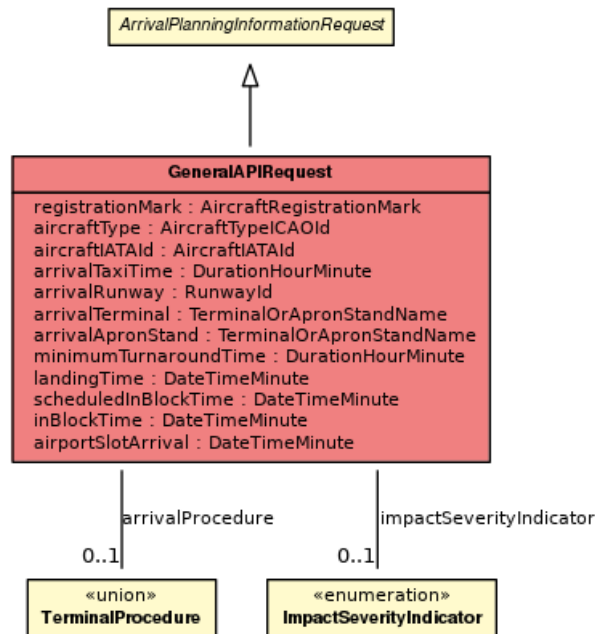 ArrivalPlanningInformationRequest
GeneralAPIRequest
registrationMark : AircraftRegistrationMark
aircraftType : AircraftTypeICAOId
aircraftIATAId : AircraftIATAId
arrivalTaxiTime : DurationHourMinute
arrivalRunway : RunwayId
arrivalTerminal : TerminalOrApronStandName
arrivalApronStand : TerminalOrApronStandName
minimumTurnaroundTime : DurationHourMinute
landingTime : DateTimeMinute
scheduledInBlockTime : DateTimeMinute
inBlockTime : DateTimeMinute
airportSlotArrival : DateTimeMinute
arrivalProcedure
impactSeverityIndicator
0..1
0..1
«union»
TerminalProcedure
«enumeration»
ImpactSeverityIndicator